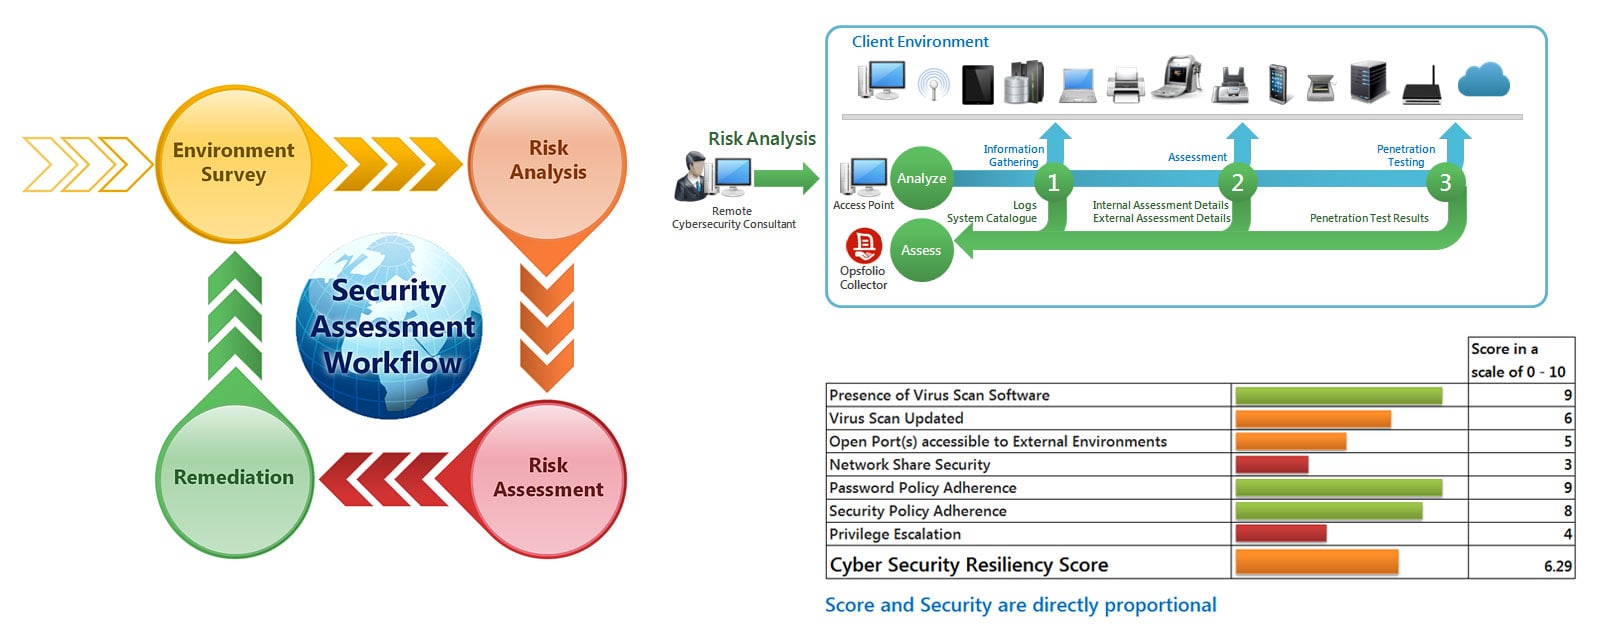 Environment
Survey
Risk
Analysis
Security
Assessment
Workflow
Remediation
Risk
Assessment
Risk Analysis
Remote
Cybersecurity Consultant
Client Environment
Information
Gathering
Assessment
Penetration
Testing
Access Point
Analyze
1
2
3
Logs
System Catalogue
Internal Assessment Details
External Assessment Details
Penetration Test Results
Opsfolio
Collector
Assess
Score in a
scale of 0 - 10
Presence of Virus Scan Software 9
Virus Scan Updated 6
Open Port(s) accessible to External Environments 5
Network Share Security 3
Password Policy Adherence 9
Security Policy Adherence 8
Privilege Escalation 4
Cyber Security Resiliency Score 6.29
Score and Security are directly proportional